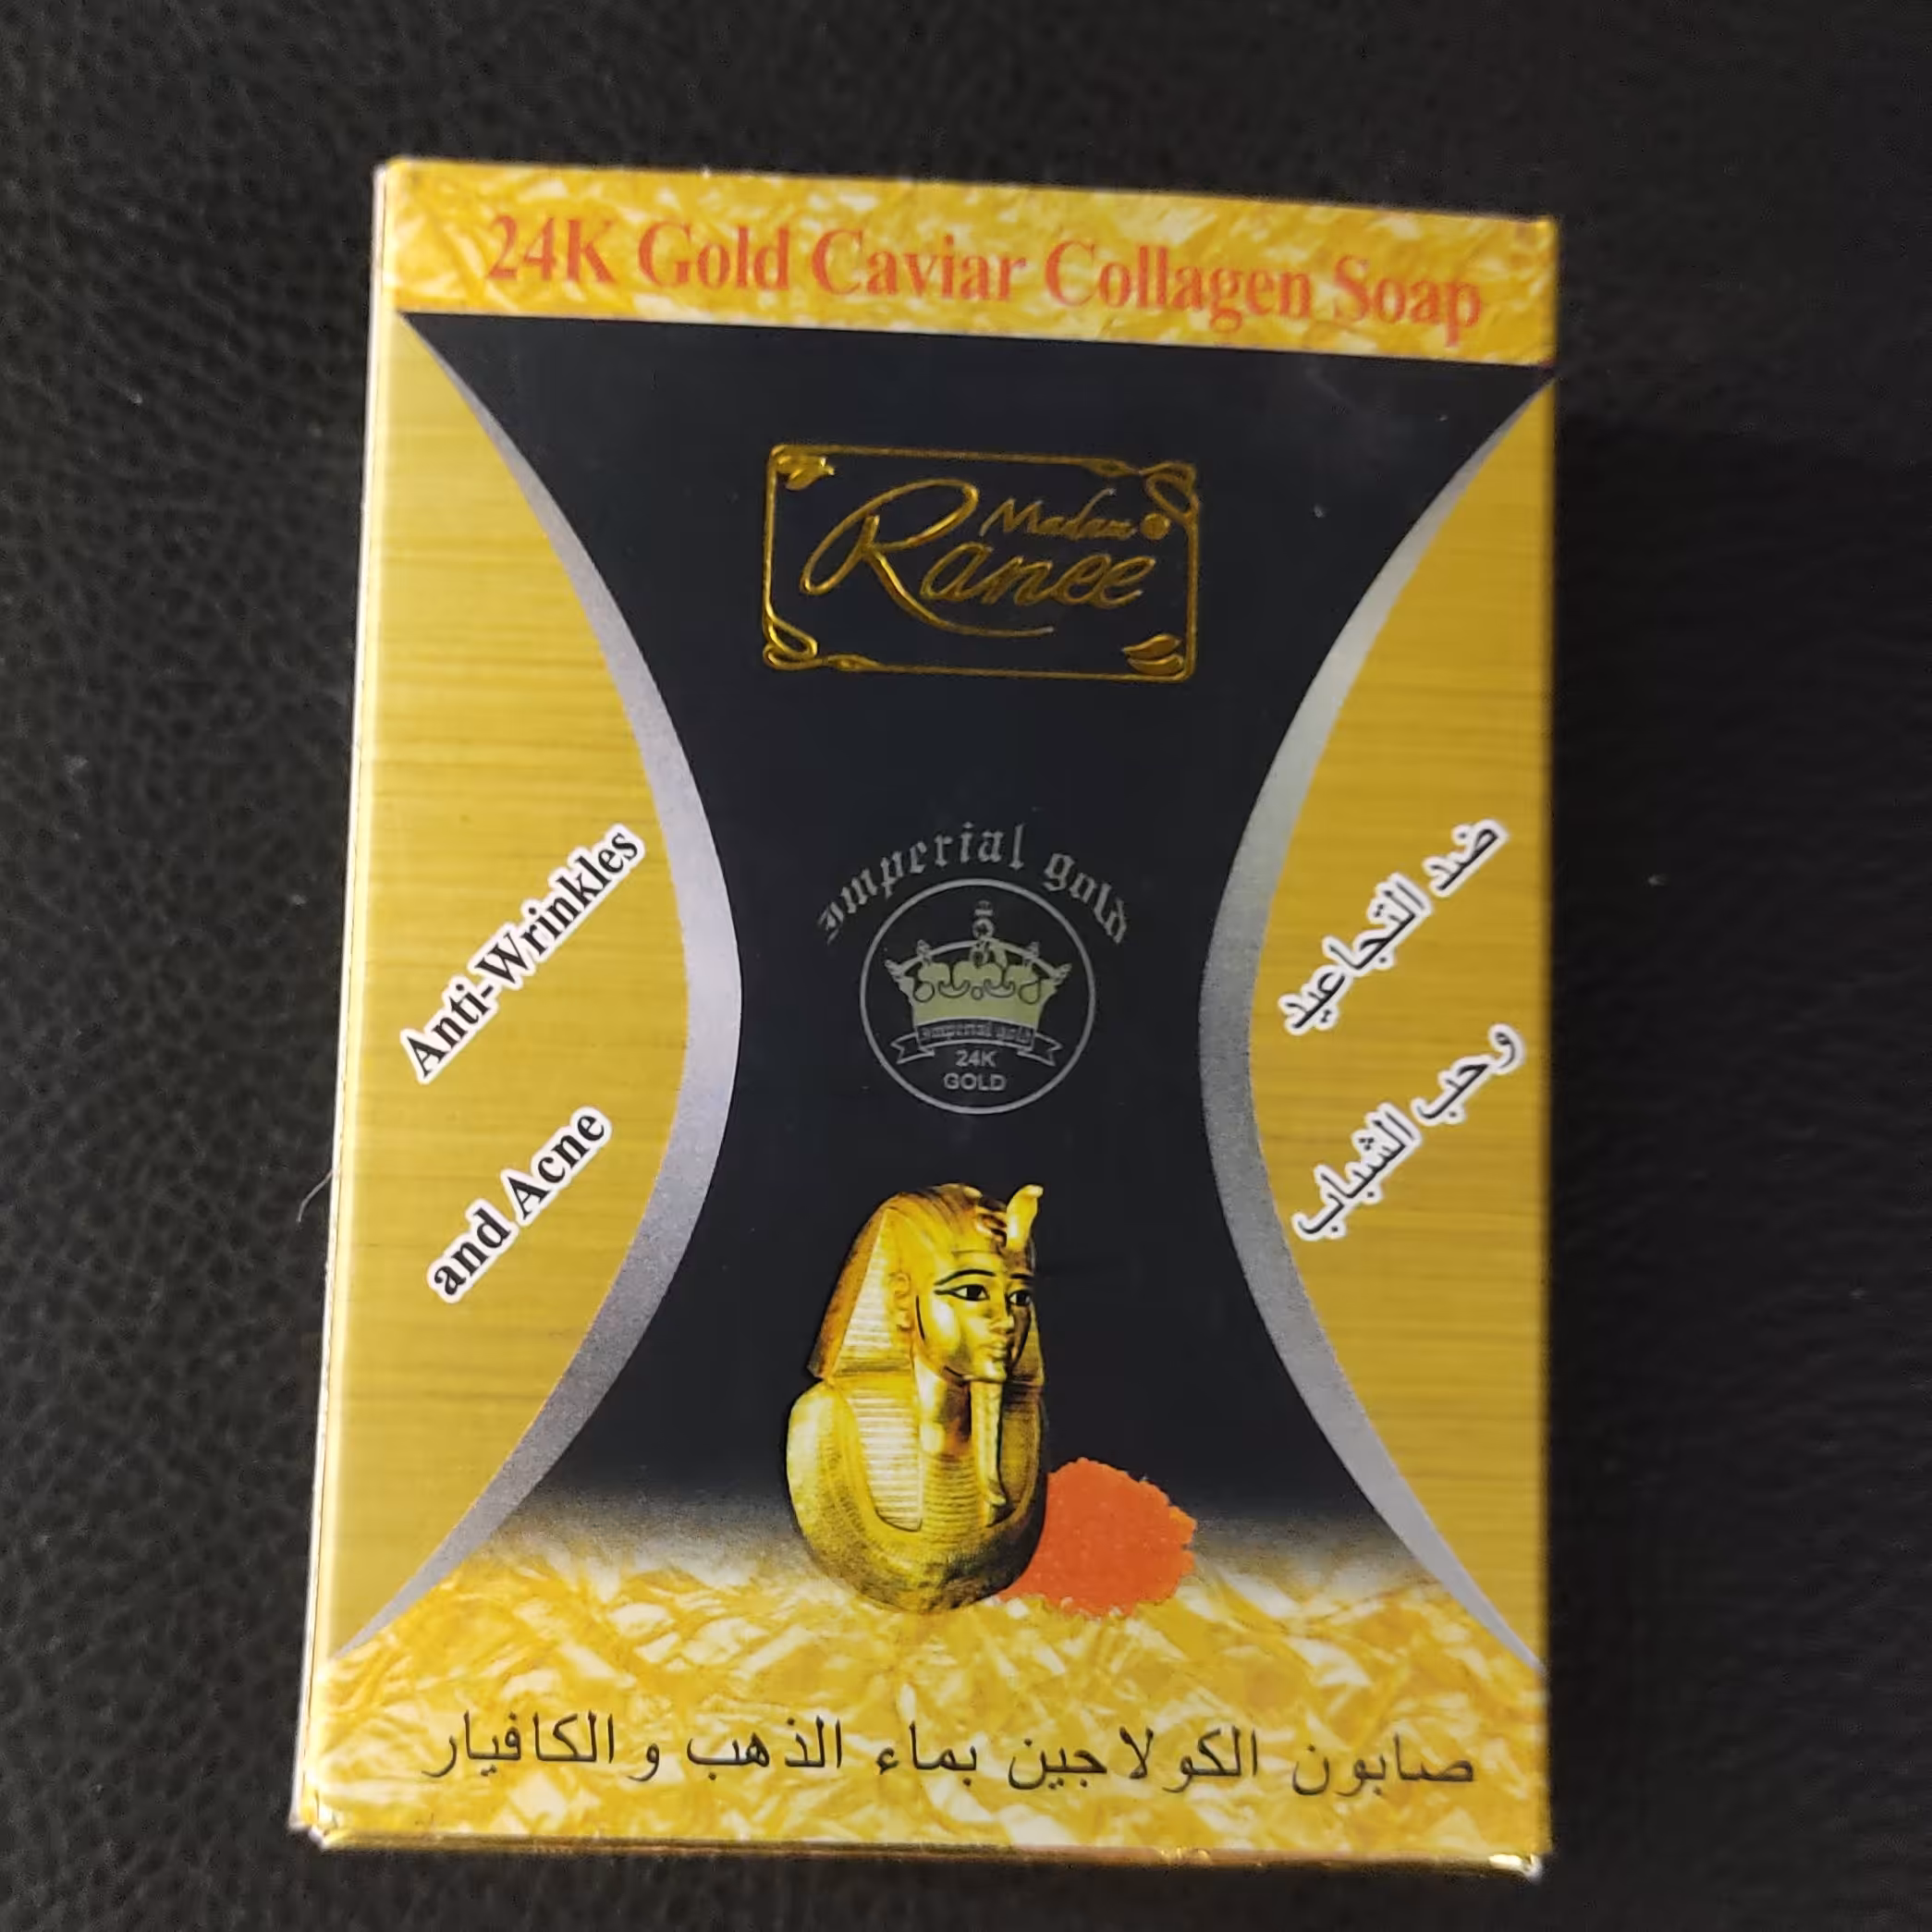 24K Gold Caviar Collagen Soap
Madam
Ranee
imperial gold
imperial gold
24K
GOLD
Anti-Wrinkles
and Acne
ضد التجاعيد
وحب الشباب
صابون الكولاجين بماء الذهب و الكافيار